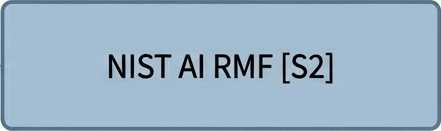 NIST AI RMF [S2]